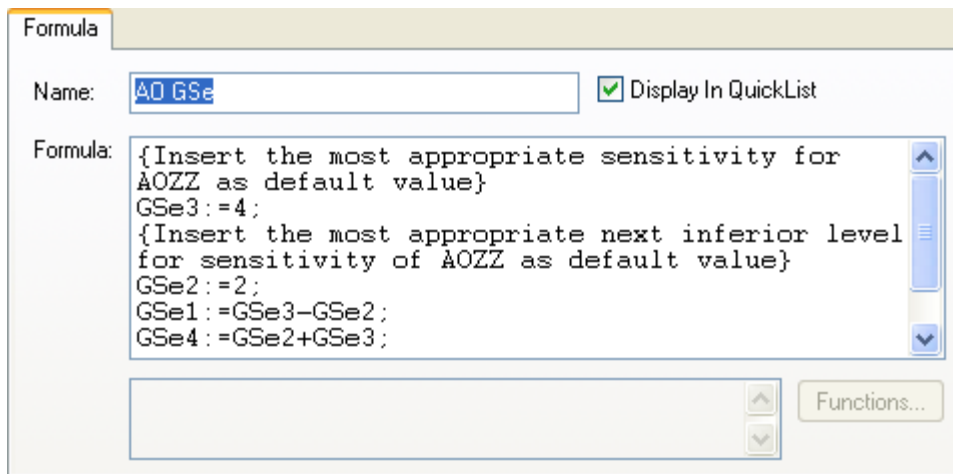 Formula
Name: AO GSe Display In QuickList
Formula: {Insert the most appropriate sensitivity for
AOZZ as default value}
GSe3:=4;
{Insert the most appropriate next inferior level
for sensitivity of AOZZ as default value}
GSe2:=2;
GSe1:=GSe3-GSe2;
GSe4:=GSe2+GSe3;
Functions...